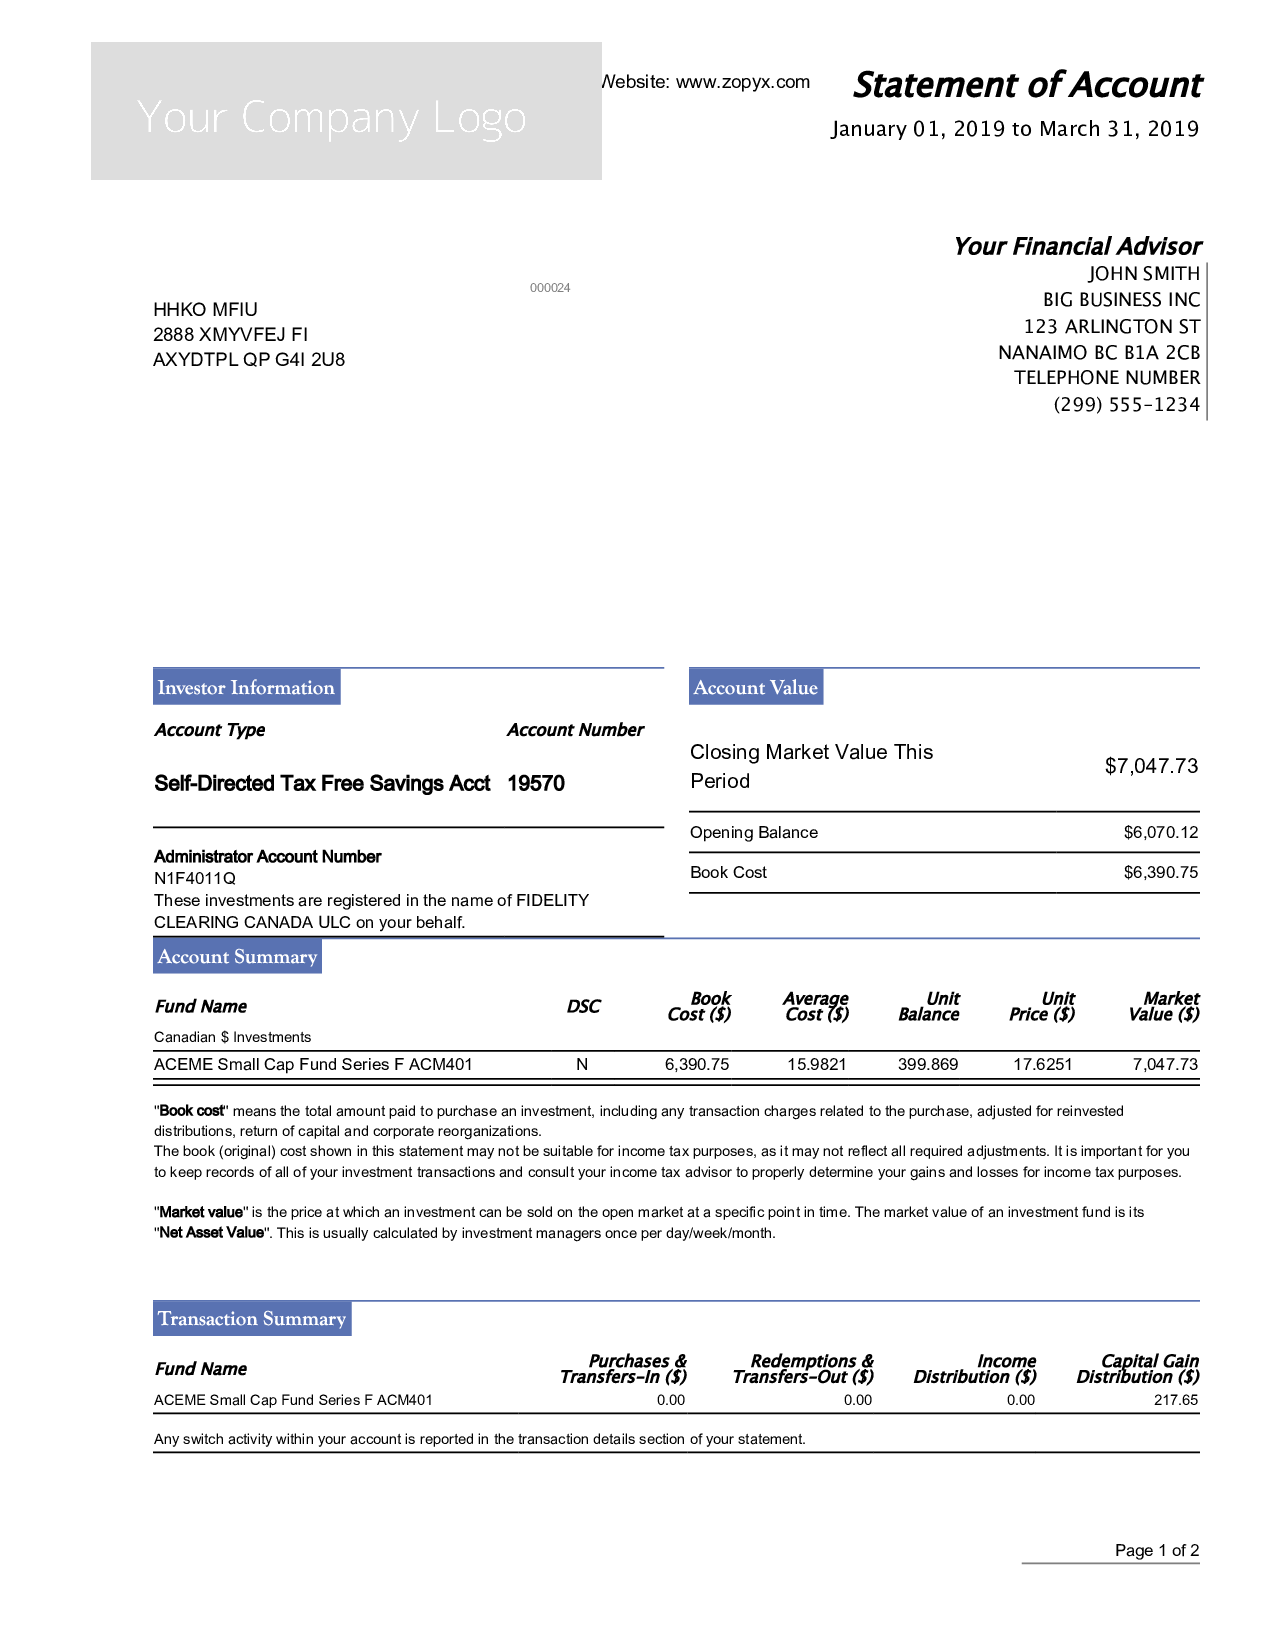 Your Company Logo
Website: www.zopyx.com
Statement of Account
January 01, 2019 to March 31, 2019
Your Financial Advisor
JOHN SMITH
BIG BUSINESS INC
123 ARLINGTON ST
NANAIMO BC B1A 2CB
TELEPHONE NUMBER
(299) 555-1234
000024
HHKO MFIU
2888 XMYVFEJ FI
AXYDTPL QP G4I 2U8
Investor Information
Account Type Account Number
Self-Directed Tax Free Savings Acct 19570
Administrator Account Number
N1F4011Q
These investments are registered in the name of FIDELITY
CLEARING CANADA ULC on your behalf.
Account Value
Closing Market Value This
Period
$7,047.73
Opening Balance $6,070.12
Book Cost $6,390.75
Account Summary
Fund Name DSC Book Cost ($) Average Cost ($) Unit Balance Unit Price ($) Market Value ($)
Canadian $ Investments
ACEME Small Cap Fund Series F ACM401 N 6,390.75 15.9821 399.869 17.6251 7,047.73
"Book cost" means the total amount paid to purchase an investment, including any transaction charges related to the purchase, adjusted for reinvested
distributions, return of capital and corporate reorganizations.
The book (original) cost shown in this statement may not be suitable for income tax purposes, as it may not reflect all required adjustments. It is important for you
to keep records of all of your investment transactions and consult your income tax advisor to properly determine your gains and losses for income tax purposes.
"Market value" is the price at which an investment can be sold on the open market at a specific point in time. The market value of an investment fund is its
"Net Asset Value". This is usually calculated by investment managers once per day/week/month.
Transaction Summary
Fund Name Purchases & Transfers-In ($) Redemptions & Transfers-Out ($) Income Distribution ($) Capital Gain Distribution ($)
ACEME Small Cap Fund Series F ACM401 0.00 0.00 0.00 217.65
Any switch activity within your account is reported in the transaction details section of your statement.
Page 1 of 2